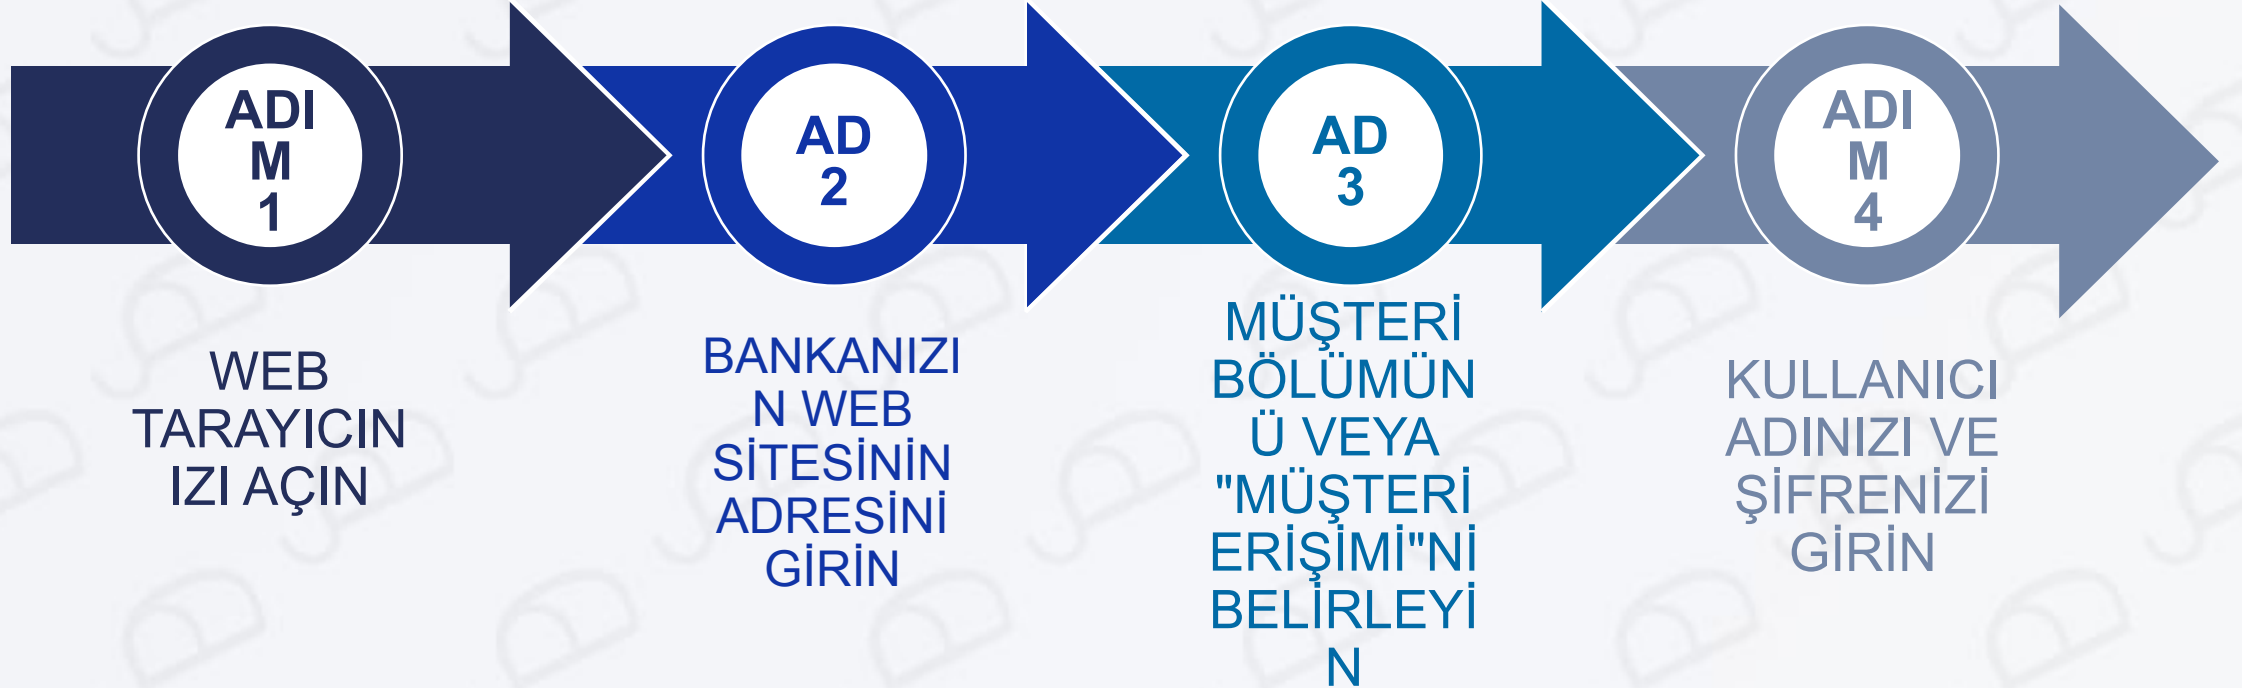 ADI
M
1
WEB
TARAYICIN
IZI AÇIN
AD
2
BANKANIZI
N WEB
SİTESİNİN
ADRESİNİ
GİRİN
AD
3
MÜŞTERİ
BÖLÜMÜN
Ü VEYA
"MÜŞTERİ
ERİŞİMİ"Nİ
BELİRLEYİ
N
ADI
M
4
KULLANICI
ADINIZI VE
ŞİFRENİZİ
GİRİN